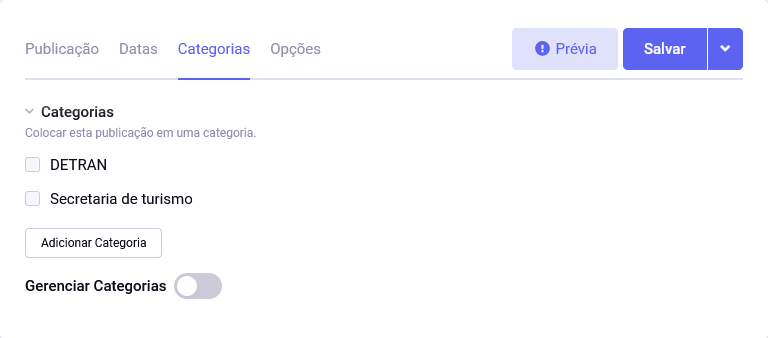 Publicação Datas Categorias Opções Prévia Salvar
Categorias
Colocar esta publicação em uma categoria.
DETRAN
Secretaria de turismo
Adicionar Categoria
Gerenciar Categorias